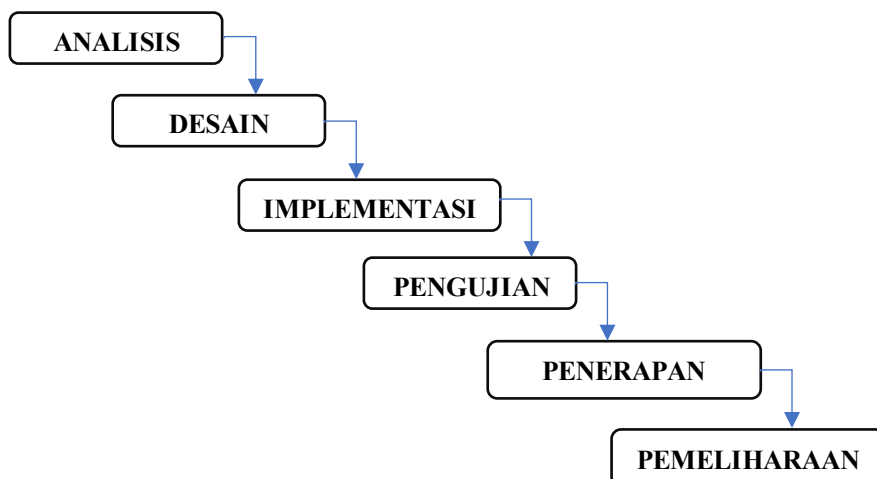 ANALISIS
DESAIN
IMPLEMENTASI
PENGUJIAN
PENERAPAN
PEMELIHARAAN